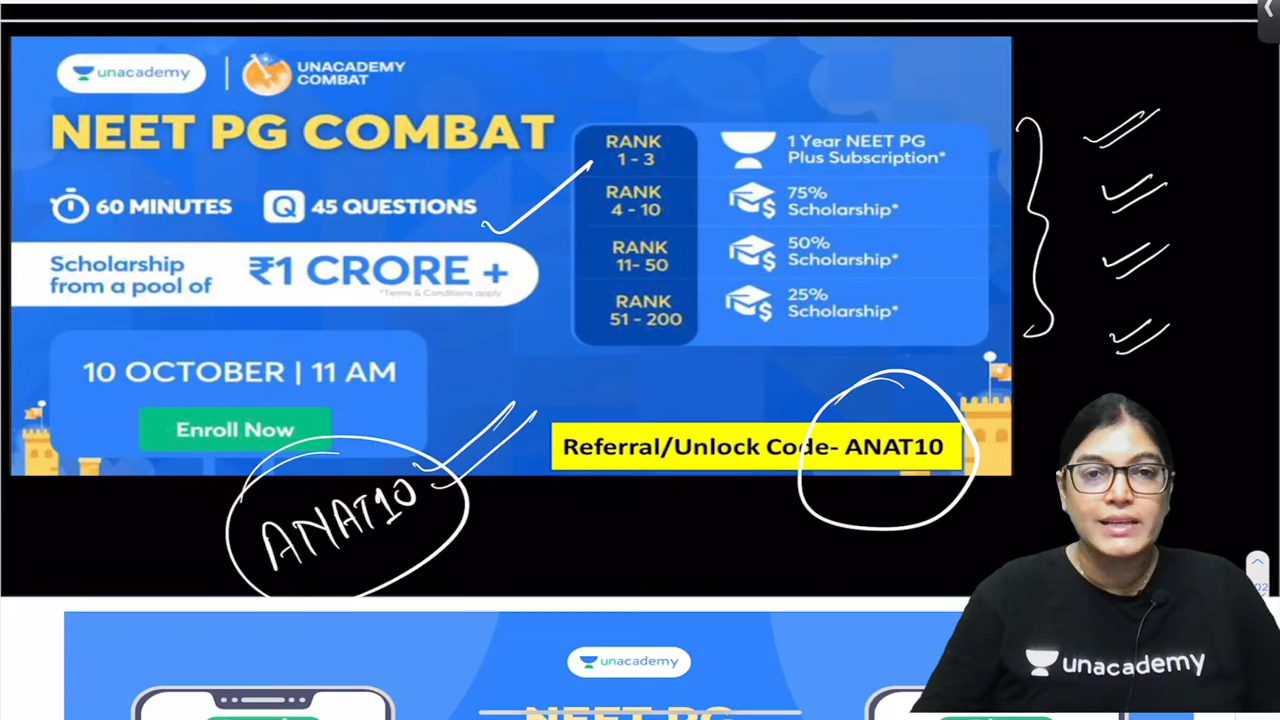 unacademy
UNACADEMY
COMBAT
NEET PG COMBAT
60 MINUTES
Q 45 QUESTIONS
Scholarship
from a pool of
₹1 CRORE +
*Terms & Conditions apply
RANK
1 - 3
1 Year NEET PG
Plus Subscription*
RANK
4 - 10
75%
Scholarship*
RANK
11- 50
50%
Scholarship*
RANK
51 - 200
25%
Scholarship*
10 OCTOBER | 11 AM
Enroll Now
Referral/Unlock Code- ANAT10
ANAT10
unacademy
unacademy
NEET PG